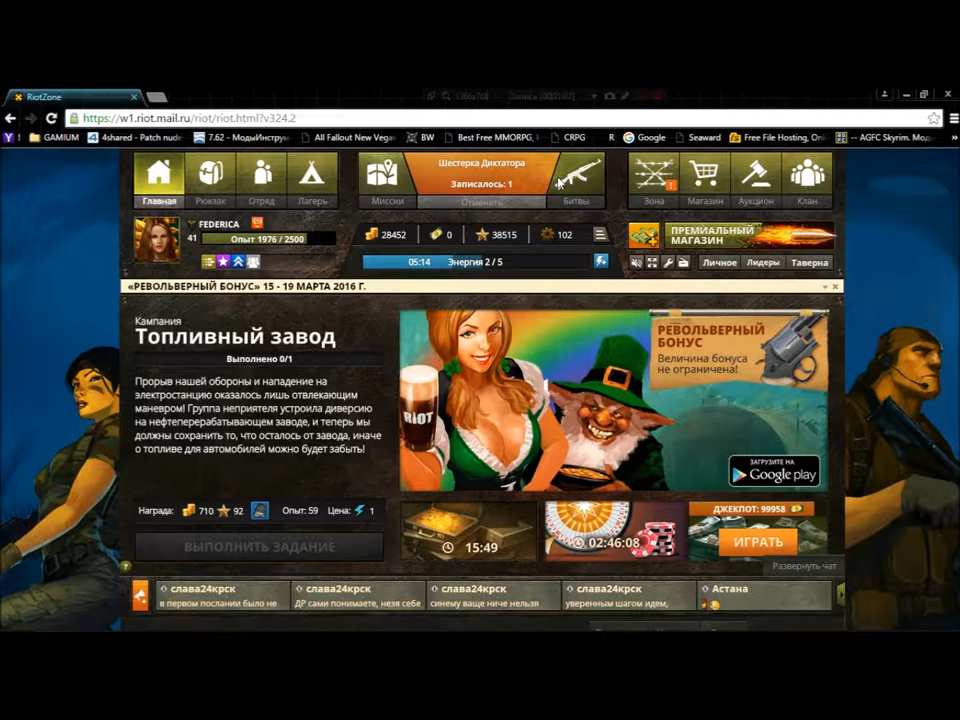 RiotZone
https://w1.riot.mail.ru/riot/riot.html?v324.2
GAMIUM
4shared - Patch nude
7.62 - МодыИнструм
All Fallout New Vega
BW
Best Free MMORPG,
CRPG
R
Google
Seaward
Free File Hosting, Onl
AGFC Skyrim. Mod
Главная
Рюкзак
Отряд
Лагерь
Миссии
Шестерка Диктатора
Записалось: 1
Отменить
Битвы
Зона
Магазин
Аукцион
Клан
FEDERICA
41
Опыт 1976 / 2500
28452
0
38515
102
05:14
Энергия 2 / 5
ПРЕМИАЛЬНЫЙ
МАГАЗИН
Личное
Лидеры
Таверна
«РЕВОЛЬВЕРНЫЙ БОНУС» 15 - 19 МАРТА 2016 Г.
Кампания
Топливный завод
Выполнено 0/1
Прорыв нашей обороны и нападение на
электростанцию оказалось лишь отвлекающим
маневром! Группа неприятеля устроила диверсию
на нефтеперерабатывающем заводе, и теперь мы
должны сохранить то, что осталось от завода, иначе
о топливе для автомобилей можно будет забыть!
Награда:
710
92
Опыт: 59
Цена:
1
ВЫПОЛНИТЬ ЗАДАНИЕ
RIOT
РЕВОЛЬВЕРНЫЙ
БОНУС
Величина бонуса
не ограничена!
ЗАГРУЗИТЕ НА
Google play
15:49
02:46:08
ДЖЕКПОТ: 99958
ИГРАТЬ
Развернуть чат
слава24крск
в первом послании было не
слава24крск
ДР сами понимаете, незя себе
слава24крск
синему ваще ниче нельзя
слава24крск
уверенным шагом идем,
Астана